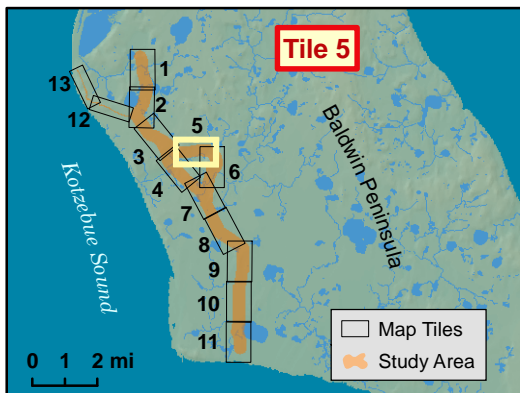 Tile 5
13
1
12
2
5
3
6
4
7
8
9
10
11
Kotzebue Sound
Baldwin Peninsula
Map Tiles
Study Area
0 1 2 mi